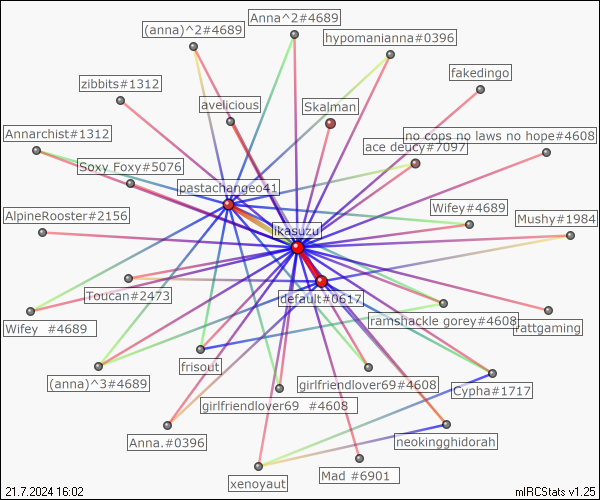 (anna)^2#4689
Anna^2#4689
hypomanianna#0396
fakedingo
zibbits#1312
avelicious
Skalman
Annarchist#1312
no cops no laws no hope#4608
ace deucy#7097
Soxy Foxy#5076
pastachangeo41
AlpineRooster#2156
Wifey#4689
Mushy#1984
likasuzu
Toucan#2473
default#0617
Wifey #4689
ramshackle gorey#4608
rattgaming
frisout
(anna)^3#4689
girlfriendlover69#4608
Cypha#1717
girlfriendlover69 #4608
Anna.#0396
neokingghidorah
xenoyaut
Mad #6901
21.7.2024 16:02
mIRCStats v1.25